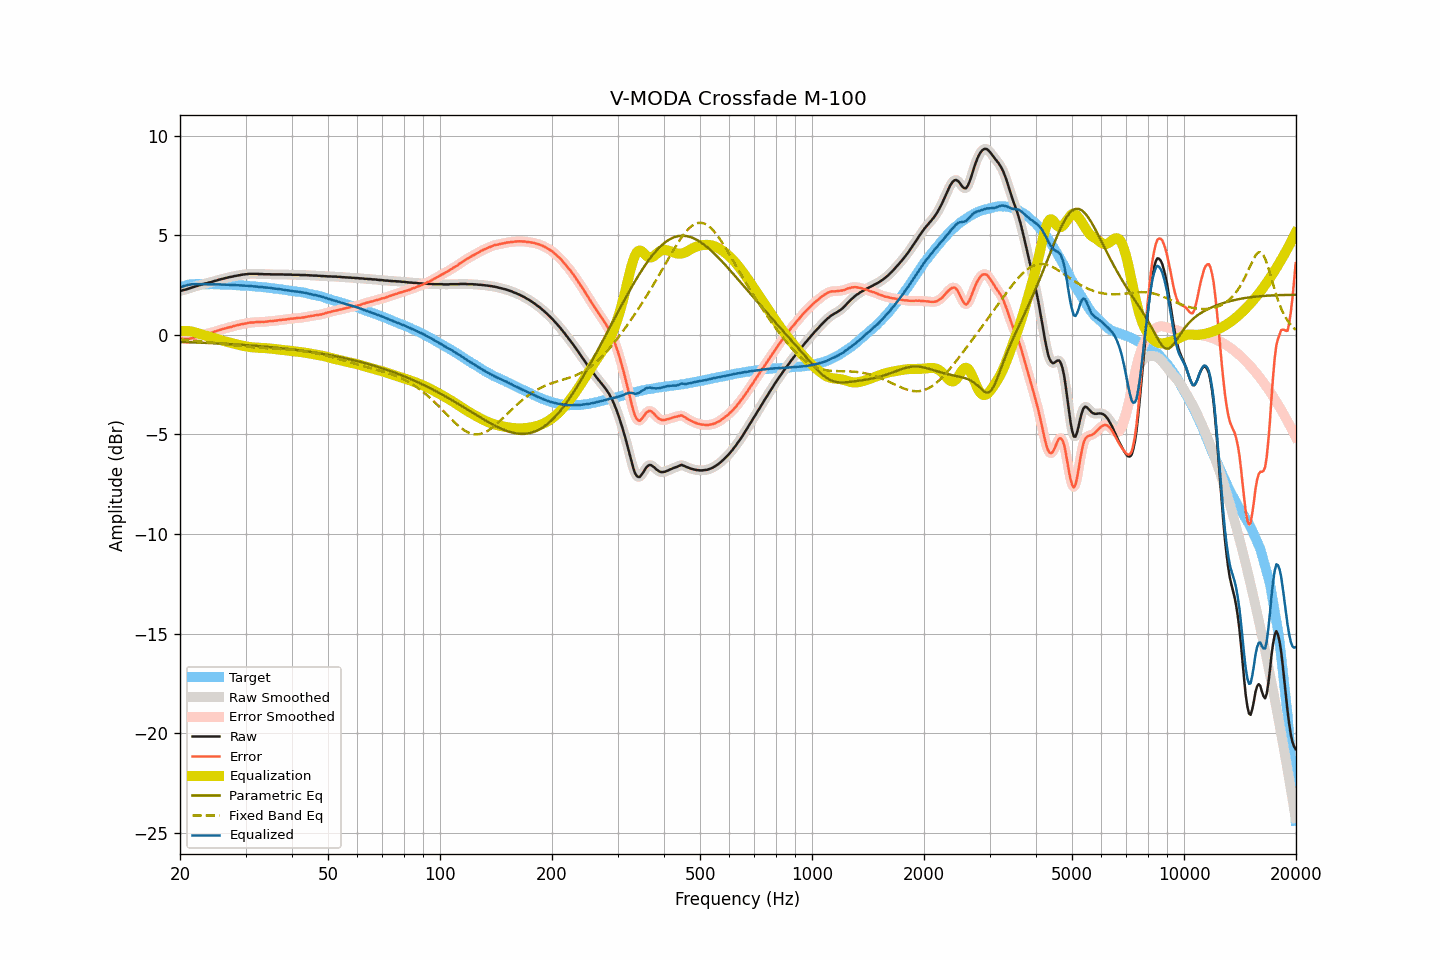 V-MODA Crossfade M-100
10
5
0
−5
−10
−15
−20
−25
Amplitude (dBr)
Target
Raw Smoothed
Error Smoothed
Raw
Error
Equalization
Parametric Eq
Fixed Band Eq
Equalized
20 50 100 200 500 1000 2000 5000 10000 20000
Frequency (Hz)